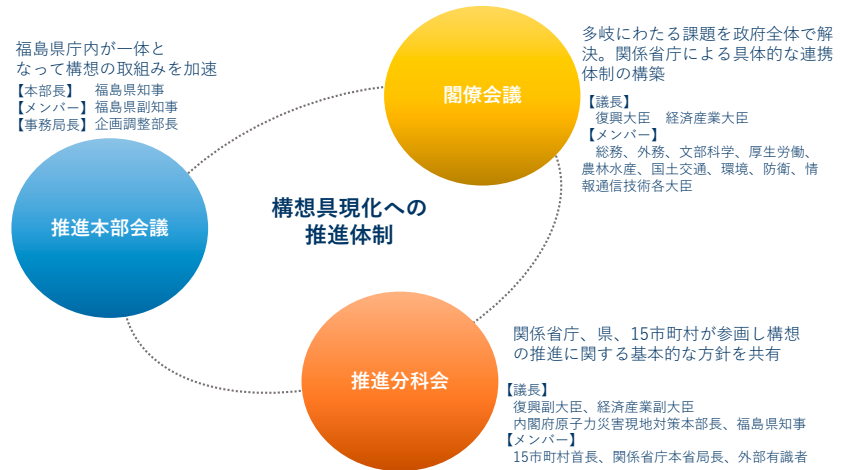 福島県庁内が一体と
なって構想の取組みを加速
【本部長】 福島県知事
【メンバー】福島県副知事
【事務局長】企画調整部長
推進本部会議
閣僚会議
多岐にわたる課題を政府全体で解
決。関係省庁による具体的な連携
体制の構築
【議長】
復興大臣 経済産業大臣
【メンバー】
総務、外務、文部科学、厚生労働、
農林水産、国土交通、環境、防衛、情
報通信技術各大臣
構想具現化への
推進体制
推進分科会
関係省庁、県、15市町村が参画し構想
の推進に関する基本的な方針を共有
【議長】
復興副大臣、経済産業副大臣
内閣府原子力災害現地対策本部長、福島県知事
【メンバー】
15市町村首長、関係省庁本省局長、外部有識者